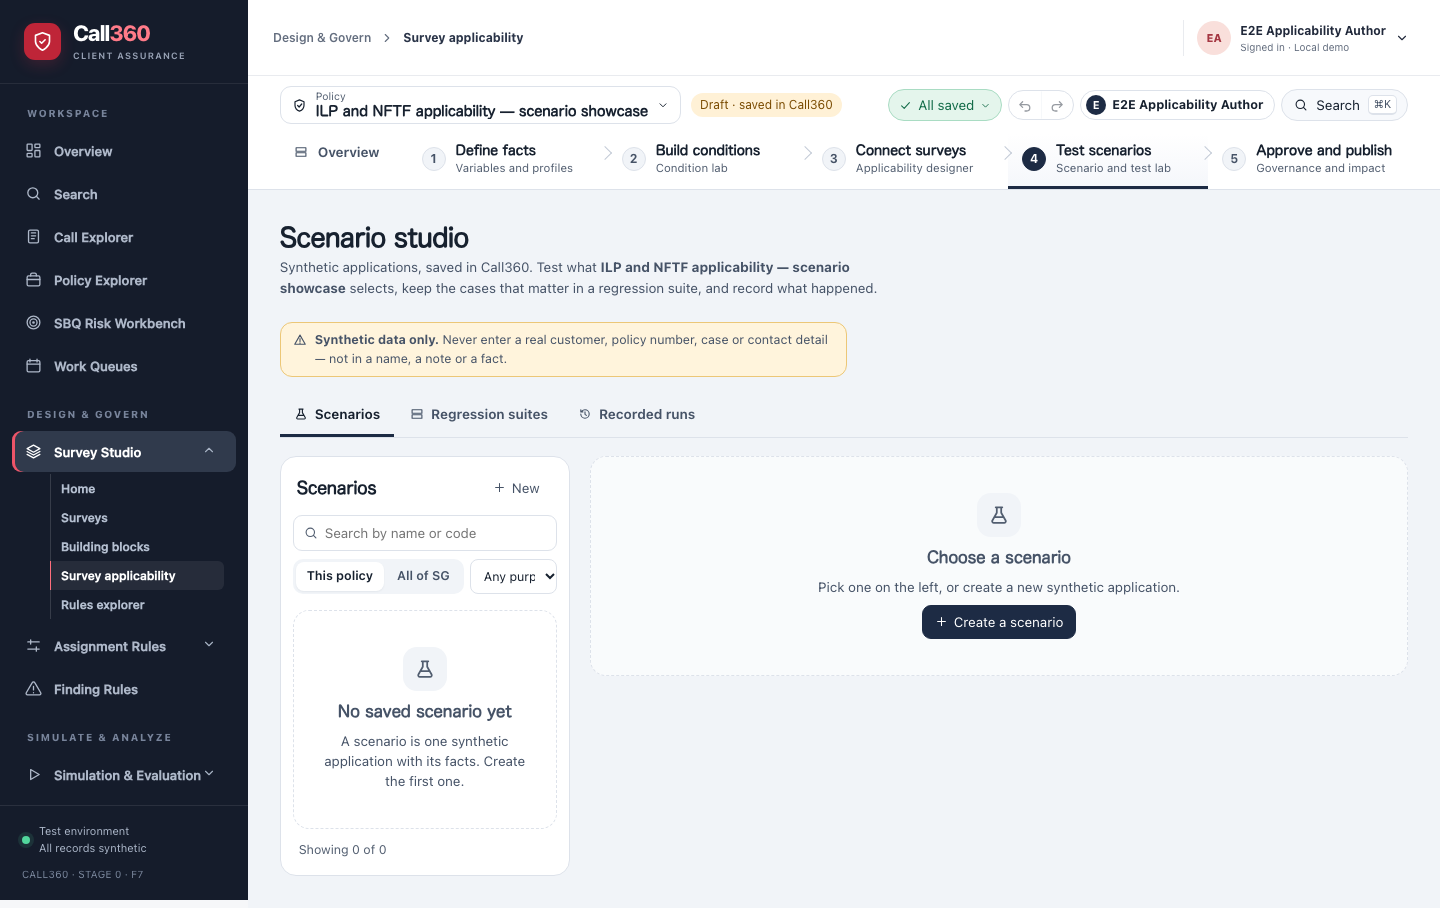 Call360
CLIENT ASSURANCE
WORKSPACE
Overview
Search
Call Explorer
Policy Explorer
SBQ Risk Workbench
Work Queues
DESIGN & GOVERN
Survey Studio
Home
Surveys
Building blocks
Survey applicability
Rules explorer
Assignment Rules
Finding Rules
SIMULATE & ANALYZE
Simulation & Evaluation
Test environment
All records synthetic
CALL360 · STAGE 0 · F7
Design & Govern > Survey applicability
EA
E2E Applicability Author
Signed in · Local demo
Policy
ILP and NFTF applicability — scenario showcase
Draft · saved in Call360
All saved
E E2E Applicability Author
Search ⌘K
Overview
1 Define facts
Variables and profiles
2 Build conditions
Condition lab
3 Connect surveys
Applicability designer
4 Test scenarios
Scenario and test lab
5 Approve and publish
Governance and impact
Scenario studio
Synthetic applications, saved in Call360. Test what ILP and NFTF applicability — scenario
showcase selects, keep the cases that matter in a regression suite, and record what happened.
Synthetic data only. Never enter a real customer, policy number, case or contact detail
— not in a name, a note or a fact.
Scenarios
Regression suites
Recorded runs
Scenarios
+ New
Search by name or code
This policy
All of SG
Any purp
No saved scenario yet
A scenario is one synthetic
application with its facts. Create
the first one.
Showing 0 of 0
Choose a scenario
Pick one on the left, or create a new synthetic application.
+ Create a scenario